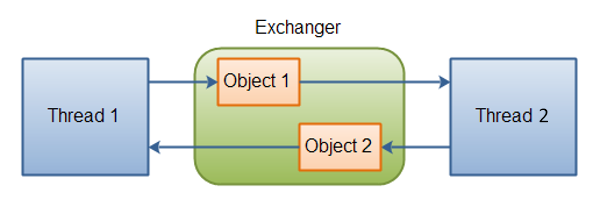 Exchanger
Object 1
Thread 1
Thread 2
Object 2